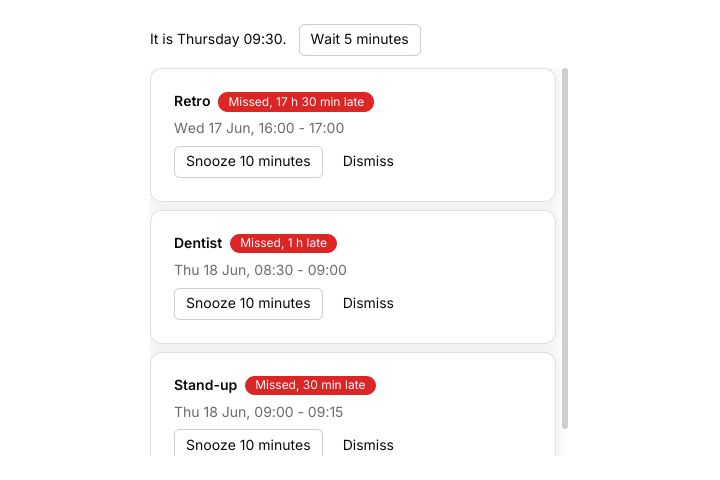 It is Thursday 09:30. Wait 5 minutes
Retro Missed, 17 h 30 min late
Wed 17 Jun, 16:00 - 17:00
Snooze 10 minutes Dismiss
Dentist Missed, 1 h late
Thu 18 Jun, 08:30 - 09:00
Snooze 10 minutes Dismiss
Stand-up Missed, 30 min late
Thu 18 Jun, 09:00 - 09:15
Snooze 10 minutes Dismiss